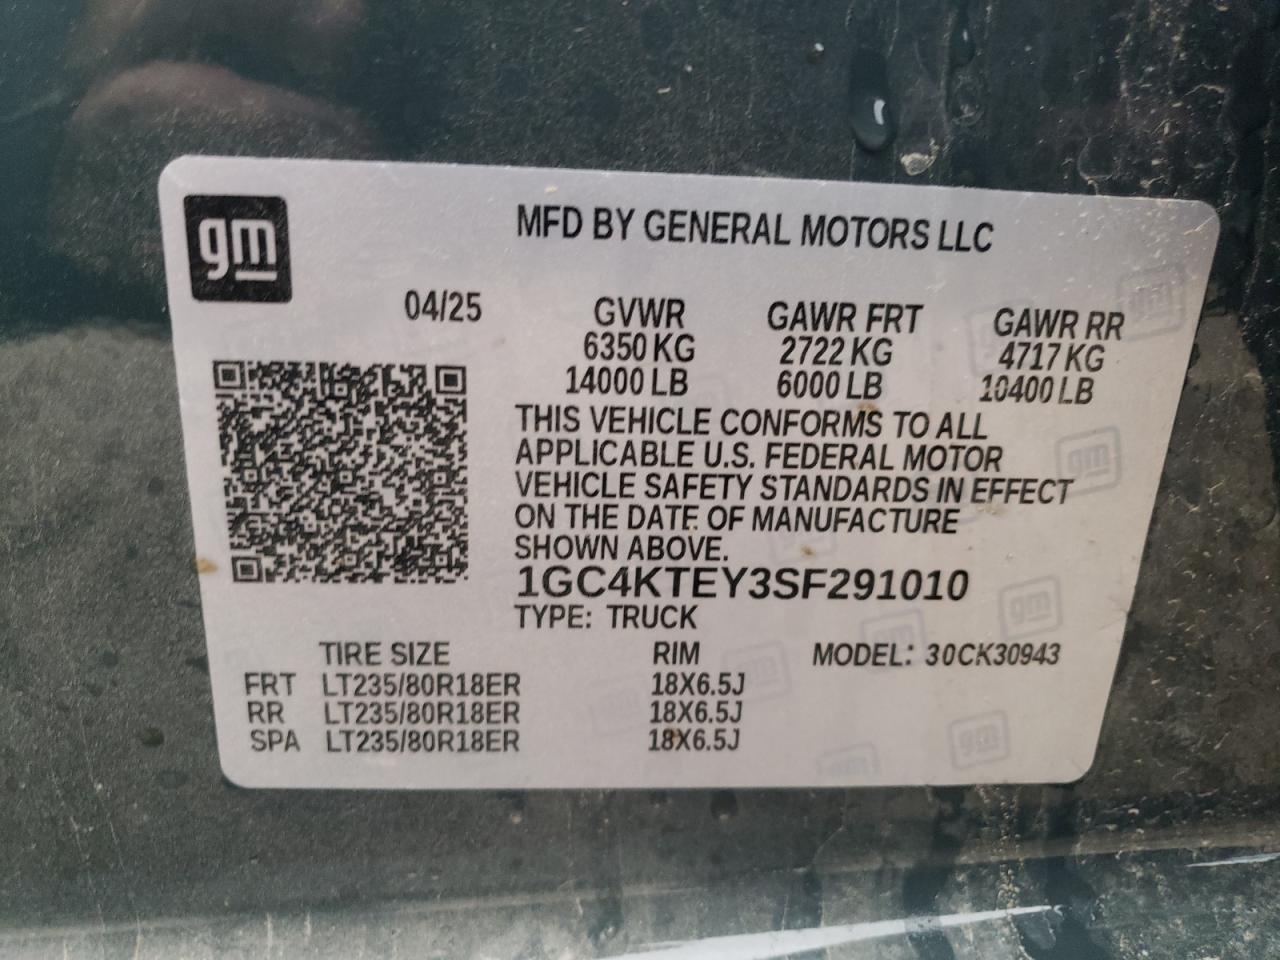 gm
MFD BY GENERAL MOTORS LLC
04/25 GVWR GAWR FRT GAWR RR
6350 KG 2722 KG 4717 KG
14000 LB 6000 LB 10400 LB
THIS VEHICLE CONFORMS TO ALL
APPLICABLE U.S. FEDERAL MOTOR
VEHICLE SAFETY STANDARDS IN EFFECT
ON THE DATE OF MANUFACTURE
SHOWN ABOVE.
1GC4KTEY3SF291010
TYPE: TRUCK
TIRE SIZE RIM MODEL: 30CK30943
FRT LT235/80R18ER 18X6.5J
RR LT235/80R18ER 18X6.5J
SPA LT235/80R18ER 18X6.5J